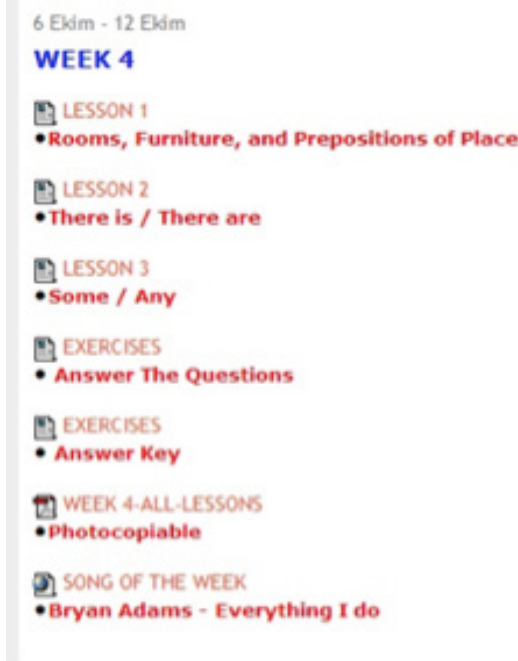 6 Ekim - 12 Ekim
WEEK 4
LESSON 1
•Rooms, Furniture, and Prepositions of Place
LESSON 2
•There is / There are
LESSON 3
•Some / Any
EXERCISES
• Answer The Questions
EXERCISES
• Answer Key
WEEK 4-ALL-LESSONS
•Photocopiable
SONG OF THE WEEK
•Bryan Adams - Everything I do